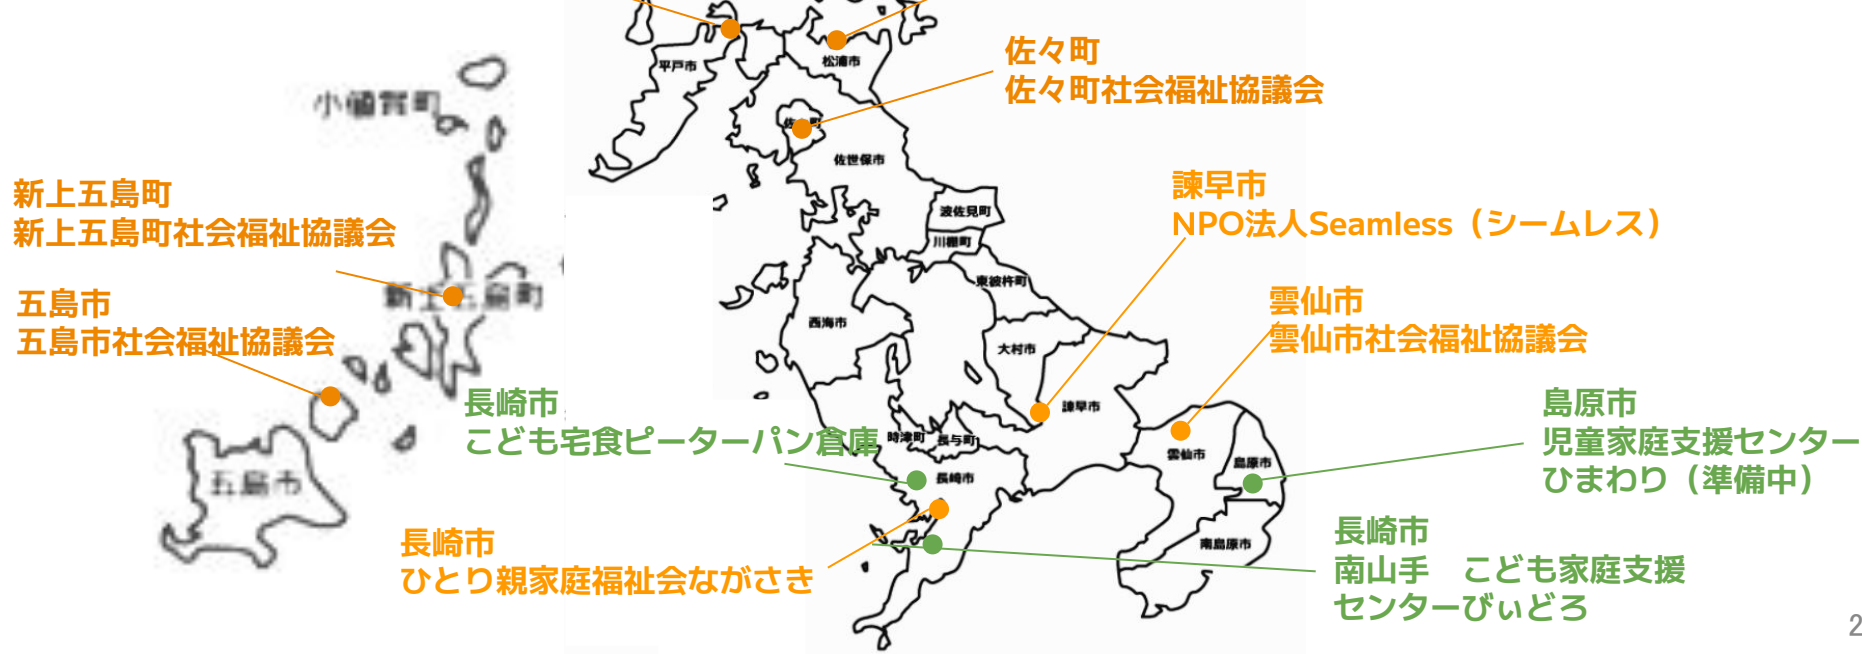 平戸市
松浦市
佐々町
佐々町社会福祉協議会
小値賀町
佐世保市
新上五島町
新上五島町社会福祉協議会
諫早市
NPO法人Seamless（シームレス）
波佐見町
川棚町
東彼杵町
新上五島町
五島市
五島市社会福祉協議会
雲仙市
雲仙市社会福祉協議会
西海市
大村市
長崎市
こども宅食ピーターパン倉庫
時津町
長与町
諫早市
雲仙市
島原市
島原市
児童家庭支援センター
ひまわり（準備中）
五島市
長崎市
長崎市
ひとり親家庭福祉会ながさき
南島原市
長崎市
南山手　こども家庭支援
センターびぃどろ
2